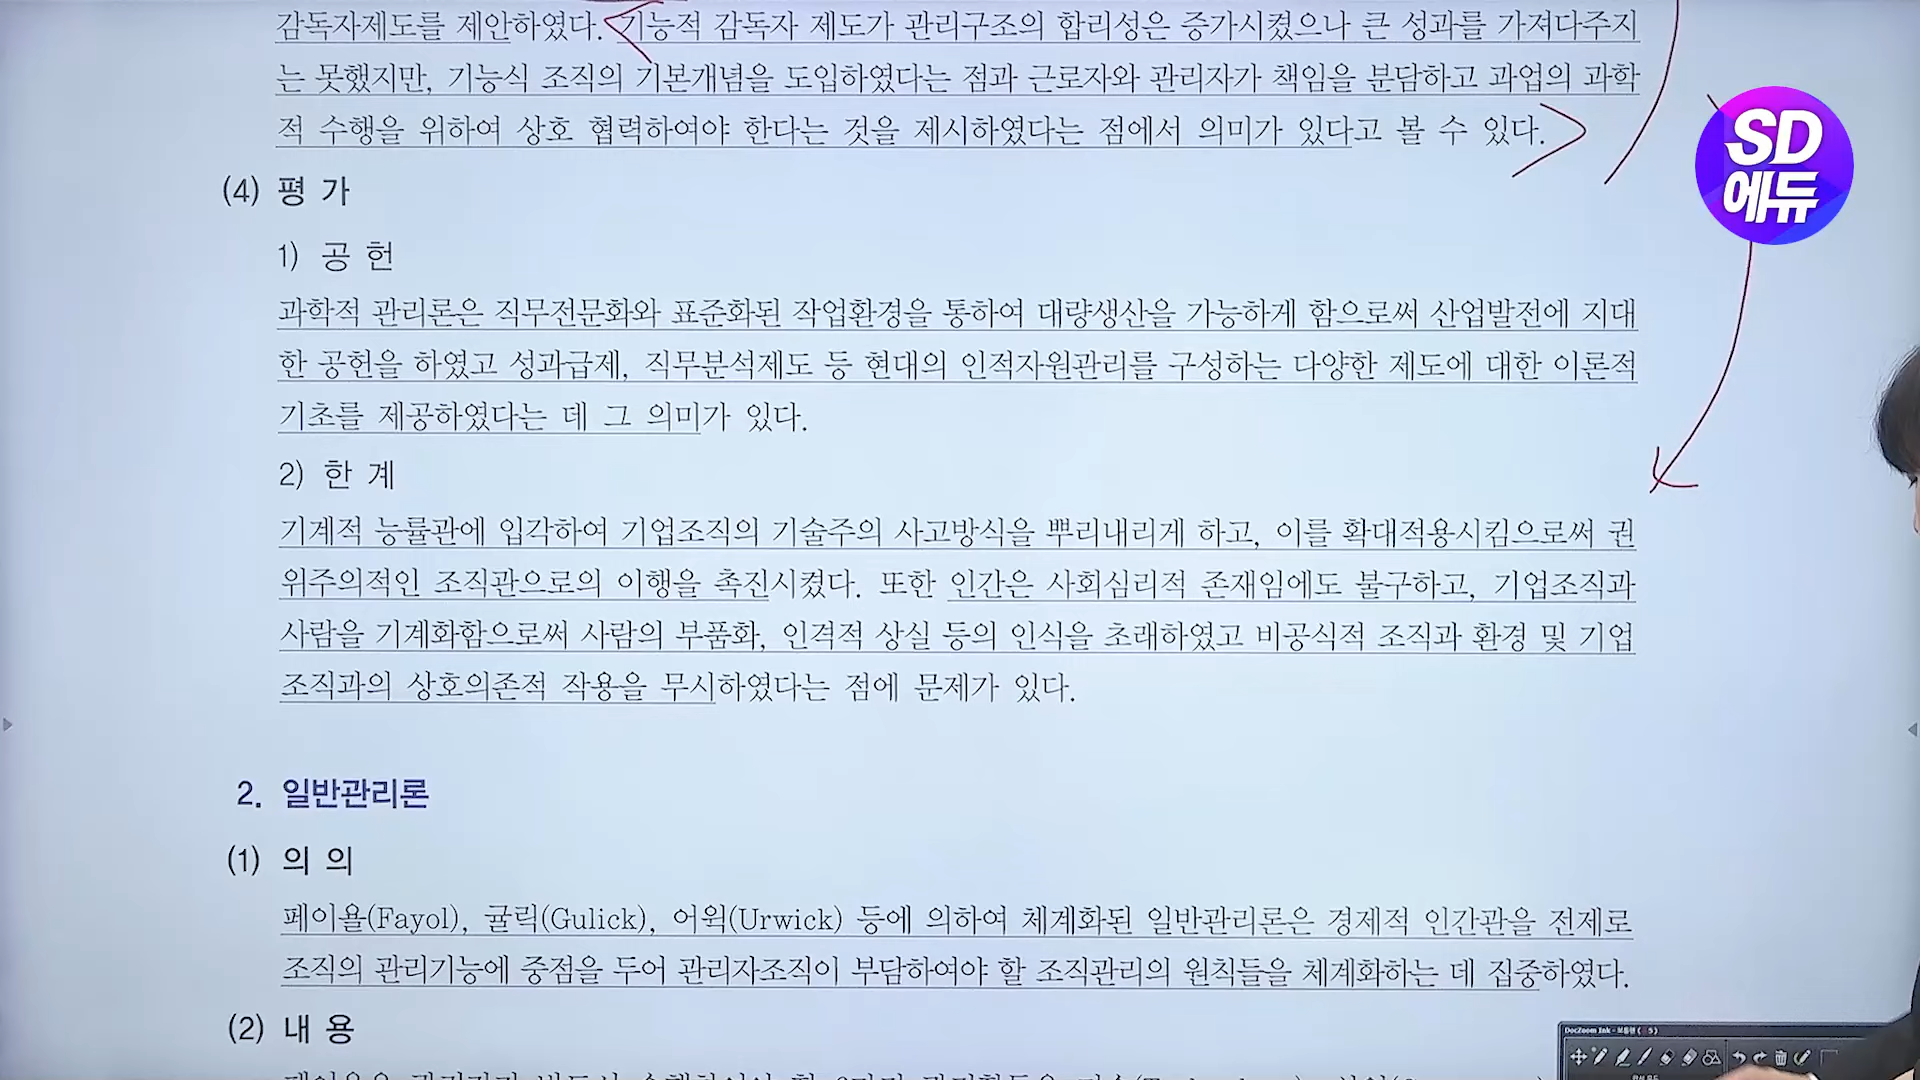 감독자제도를 제안하였다. 기능적 감독자 제도가 관리구조의 합리성은 증가시켰으나 큰 성과를 가져다주지
는 못했지만, 기능식 조직의 기본개념을 도입하였다는 점과 근로자와 관리자가 책임을 분담하고 과업의 과학
적 수행을 위하여 상호 협력하여야 한다는 것을 제시하였다는 점에서 의미가 있다고 볼 수 있다.
SD
에듀
(4) 평 가
1) 공 헌
과학적 관리론은 직무전문화와 표준화된 작업환경을 통하여 대량생산을 가능하게 함으로써 산업발전에 지대
한 공헌을 하였고 성과급제, 직무분석제도 등 현대의 인적자원관리를 구성하는 다양한 제도에 대한 이론적
기초를 제공하였다는 데 그 의미가 있다.
2) 한 계
기계적 능률관에 입각하여 기업조직의 기술주의 사고방식을 뿌리내리게 하고, 이를 확대적용시킴으로써 권
위주의적인 조직관으로의 이행을 촉진시켰다. 또한 인간은 사회심리적 존재임에도 불구하고, 기업조직과
사람을 기계화함으로써 사람의 부품화, 인격적 상실 등의 인식을 초래하였고 비공식적 조직과 환경 및 기업
조직과의 상호의존적 작용을 무시하였다는 점에 문제가 있다.
2. 일반관리론
(1) 의 의
페이욜(Fayol), 귤릭(Gulick), 어윅(Urwick) 등에 의하여 체계화된 일반관리론은 경제적 인간관을 전제로
조직의 관리기능에 중점을 두어 관리자조직이 부담하여야 할 조직관리의 원칙들을 체계화하는 데 집중하였다.
(2) 내 용
DocZoom Ink - 보통펜 ( 5 )